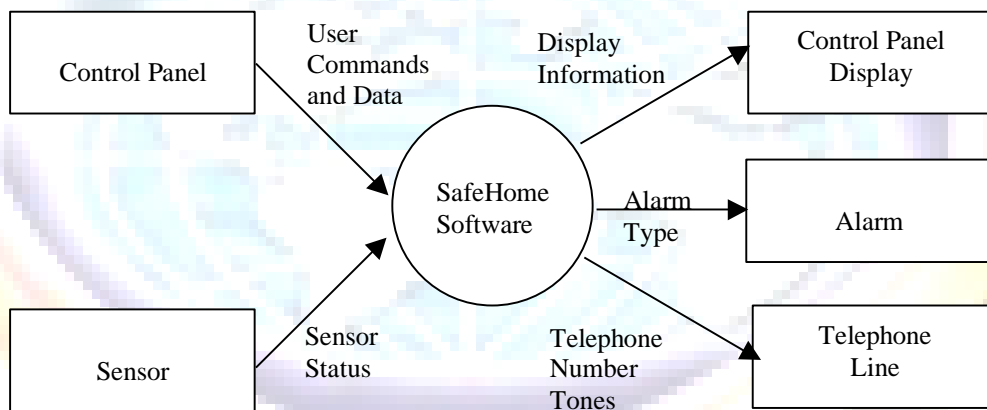 Control Panel
User
Commands
and Data
Display
Information
Control Panel
Display
SafeHome
Software
Alarm
Type
Alarm
Sensor
Sensor
Status
Telephone
Number
Tones
Telephone
Line